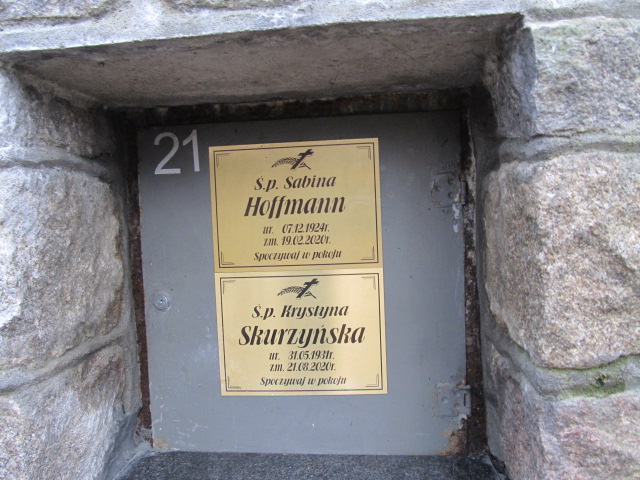 21
Ś.p. Sabina
Hoffmann
ur. 07.12.1924r.
zm. 19.02.2020r.
Spoczywaj w pokoju
Ś.p. Krystyna
Skurzyńska
ur. 31.05.1931r.
zm. 21.08.2020r.
Spoczywaj w pokoju